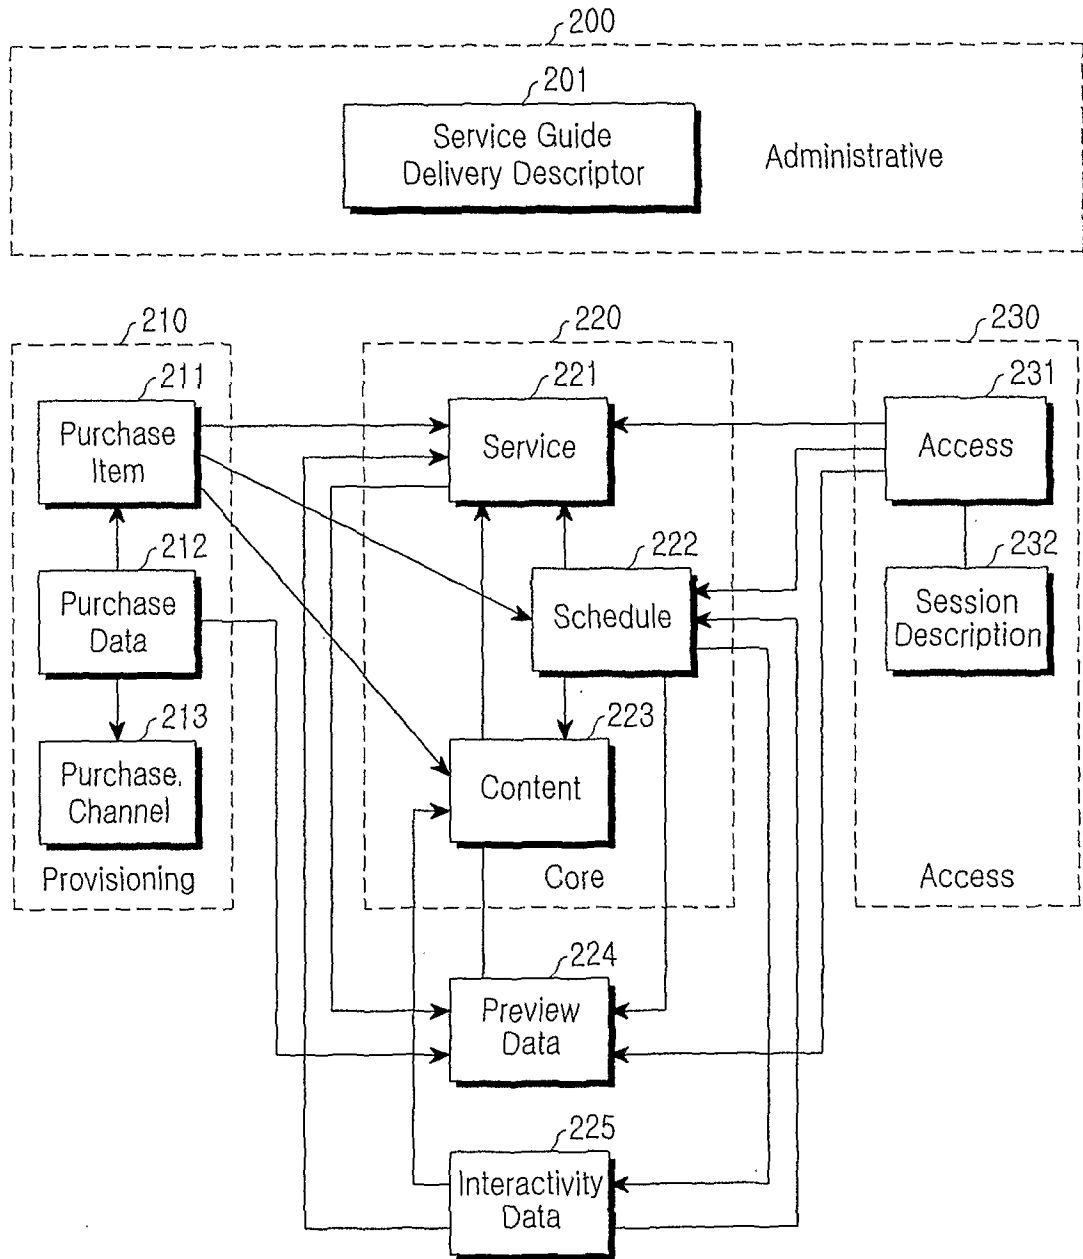 200
201
Service Guide
Delivery Descriptor
Administrative
210
220
230
211
221
231
Purchase
Item
Service
Access
212
222
232
Purchase
Data
Schedule
Session
Description
213
223
Purchase.
Channel
Content
Provisioning
Core
Access
224
Preview
Data
225
Interactivity
Data